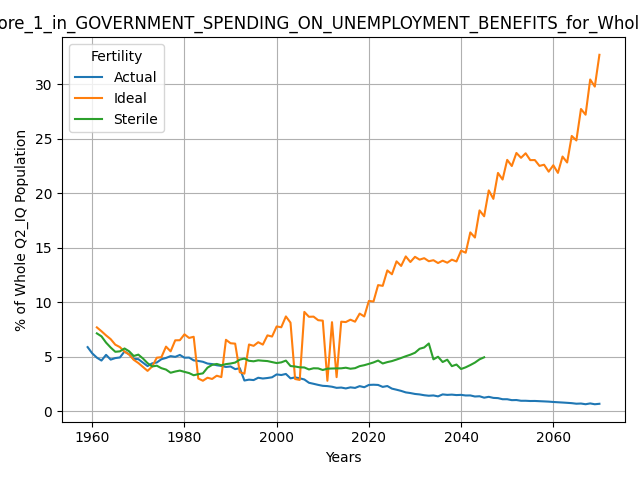 ore_1_in_GOVERNMENT_SPENDING_ON_UNEMPLOYMENT_BENEFITS_for_Whol
Fertility
Actual
Ideal
Sterile
% of Whole Q2_IQ Population
30
25
20
15
10
5
0
1960 1980 2000 2020 2040 2060
Years